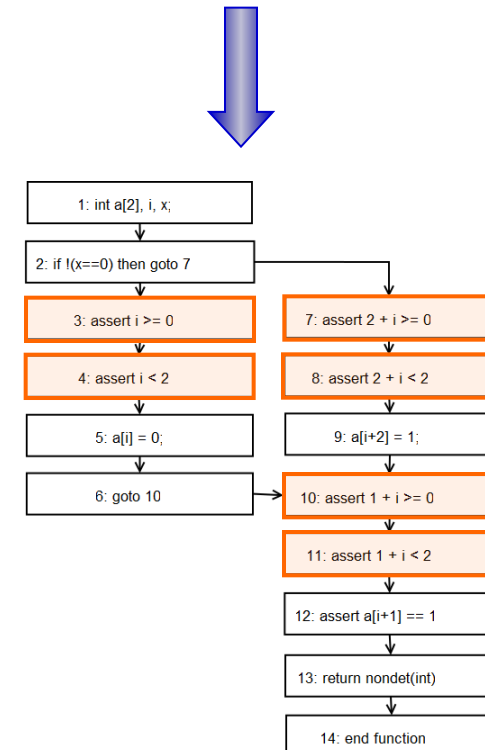 1: int a[2], i, x;
2: if !(x==0) then goto 7
3: assert i >= 0
4: assert i < 2
5: a[i] = 0;
6: goto 10
7: assert 2 + i >= 0
8: assert 2 + i < 2
9: a[i+2] = 1;
10: assert 1 + i >= 0
11: assert 1 + i < 2
12: assert a[i+1] == 1
13: return nondet(int)
14: end function